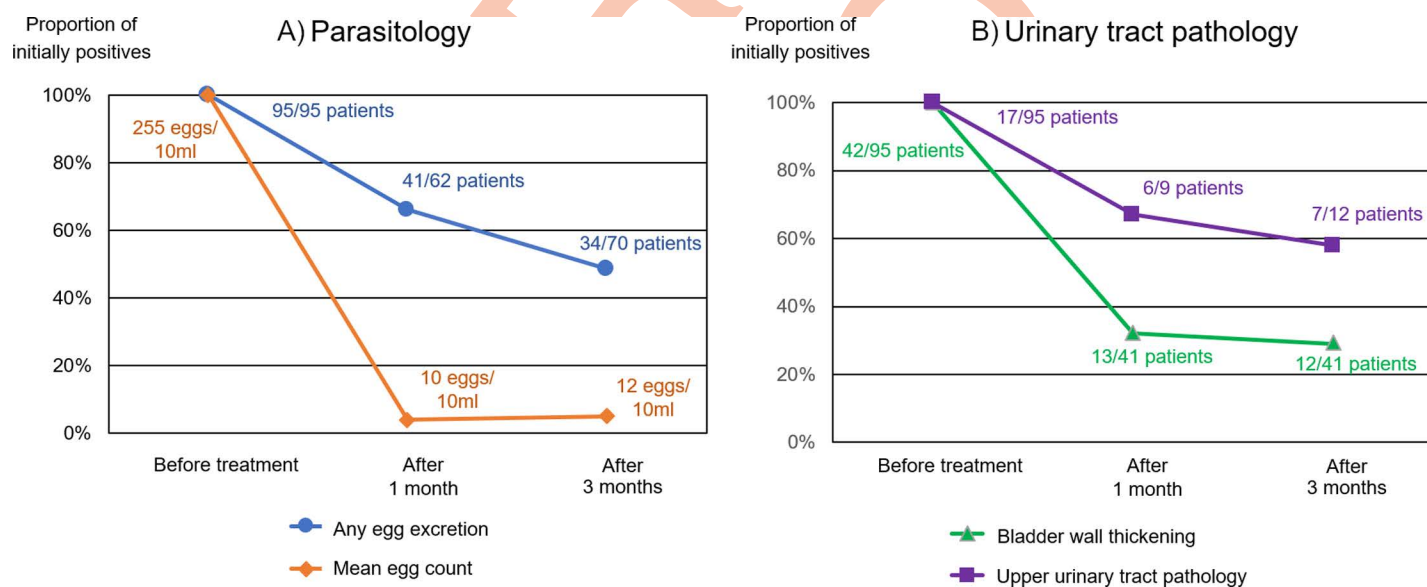 Proportion of
initially positives
A) Parasitology
100%
80%
60%
40%
20%
0%
95/95 patients
255 eggs/
10ml
41/62 patients
34/70 patients
10 eggs/
10ml
12 eggs/
10ml
Before treatment
After
1 month
After
3 months
Any egg excretion
Mean egg count
Proportion of
initially positives
B) Urinary tract pathology
100%
80%
60%
40%
20%
0%
17/95 patients
42/95 patients
6/9 patients
7/12 patients
13/41 patients
12/41 patients
Before treatment
After
1 month
After
3 months
Bladder wall thickening
Upper urinary tract pathology